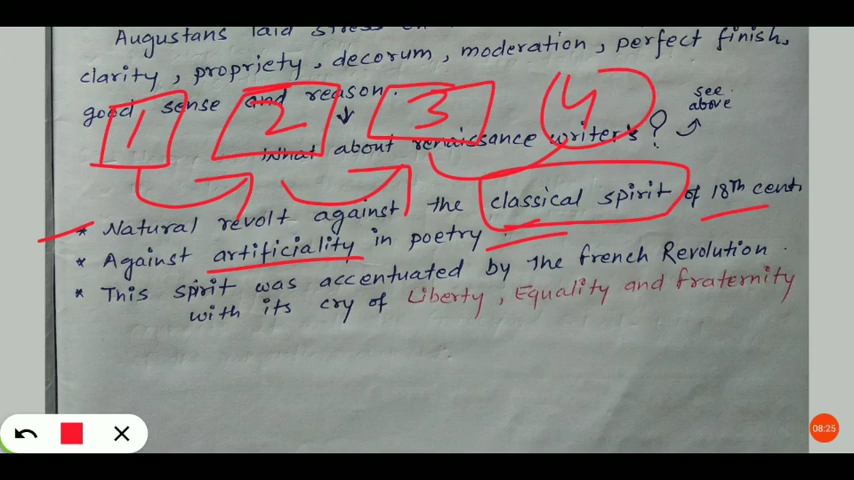 Augustans laid stress on
clarity, propriety, decorum, moderation, perfect finish,
good sense and reason.
see above
1 2 3 4
What about renaissance writer's?
* Natural revolt against the classical spirit of 18th cent.
* Against artificiality in poetry.
* This spirit was accentuated by the french Revolution.
with its cry of Liberty, Equality and fraternity
08:25